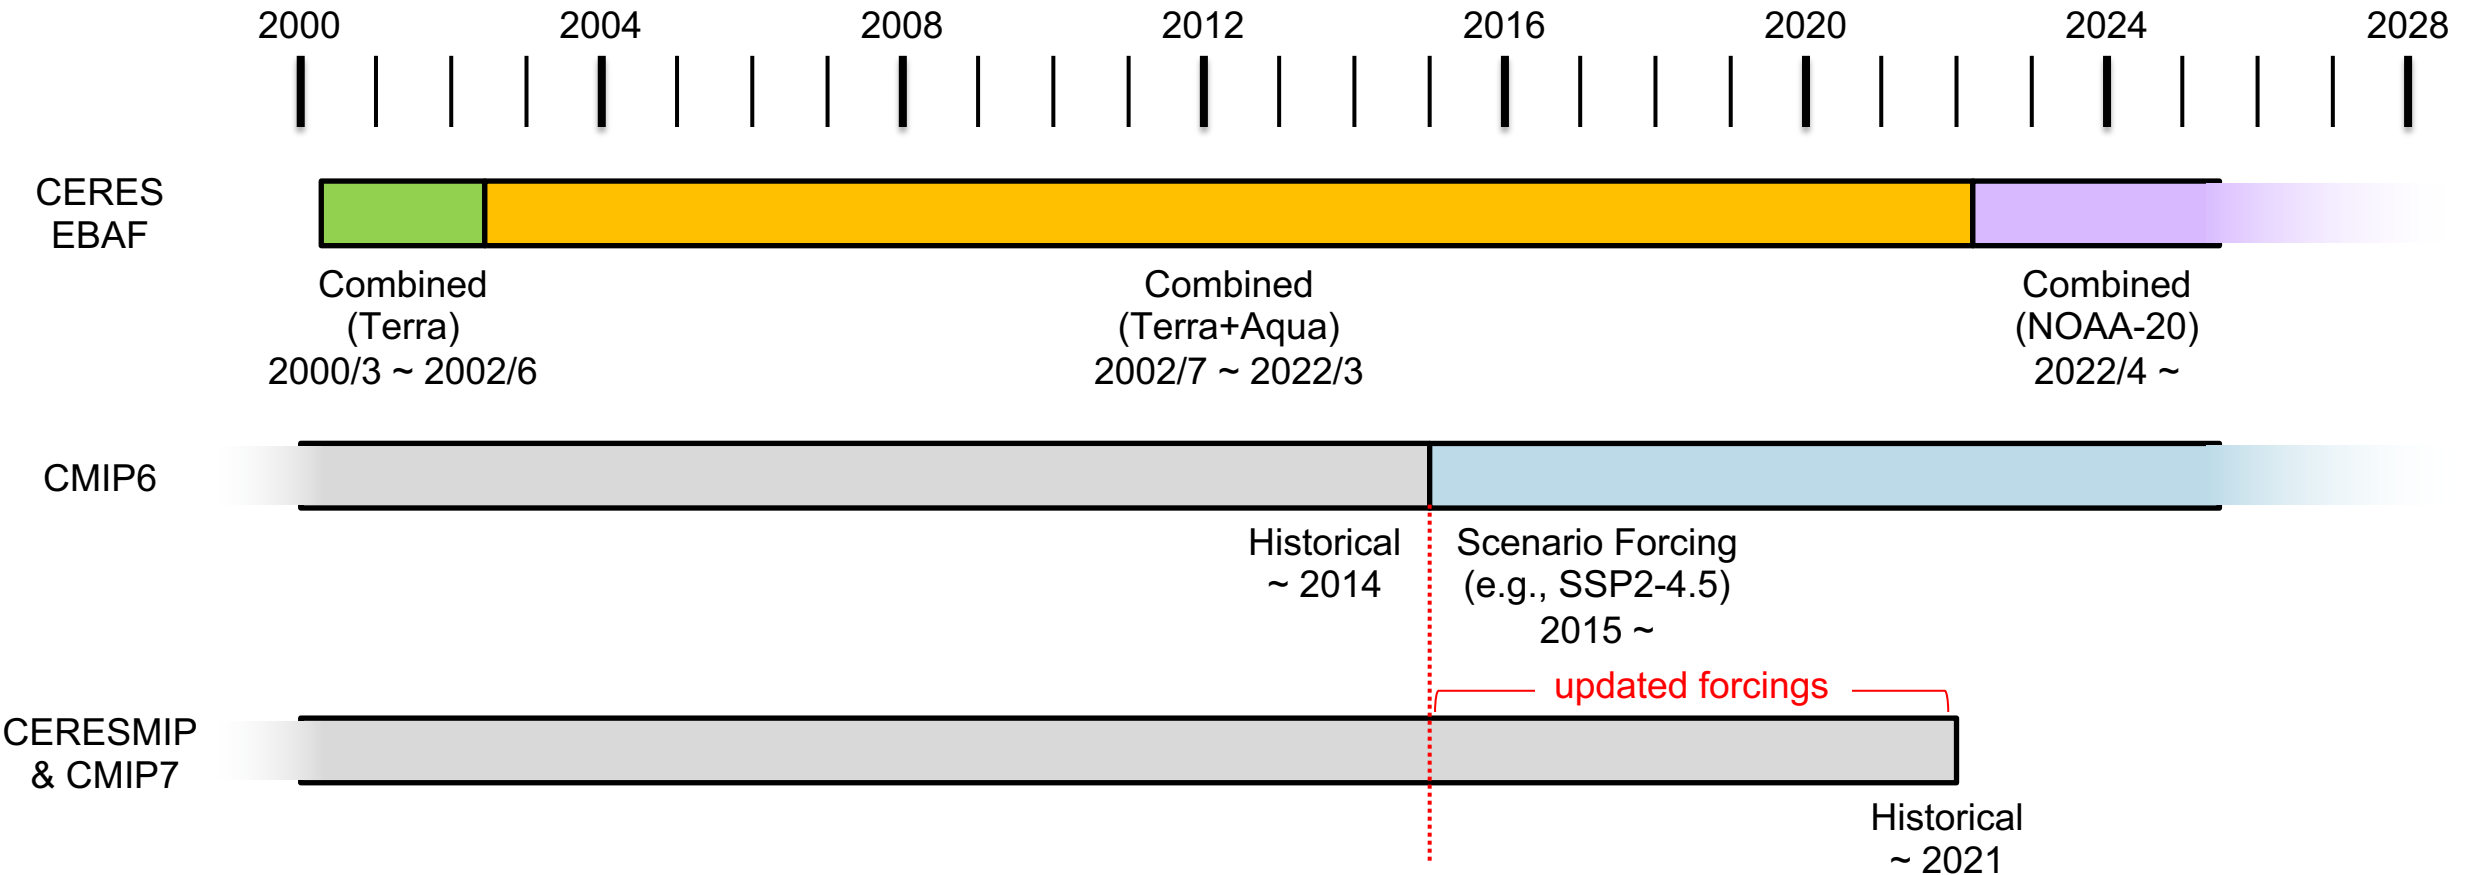 2000 2004 2008 2012 2016 2020 2024 2028
CERES
EBAF
Combined
(Terra)
2000/3 ~ 2002/6
Combined
(Terra+Aqua)
2002/7 ~ 2022/3
Combined
(NOAA-20)
2022/4 ~
CMIP6
Historical
~ 2014
Scenario Forcing
(e.g., SSP2-4.5)
2015 ~
updated forcings
CERESMIP
& CMIP7
Historical
~ 2021